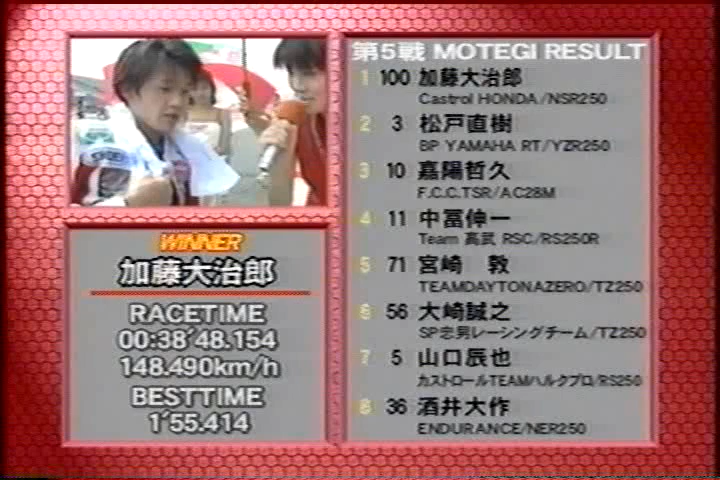 WINNER
加藤大治郎
RACETIME
00:38'48.154
148.490km/h
BESTTIME
1'55.414
第5戦 MOTEGI RESULT
1 100 加藤大治郎
Castrol HONDA/NSR250
2 3 松戸直樹
BP YAMAHA RT/YZR250
3 10 嘉陽哲久
F.C.C.TSR/AC28M
4 11 中冨伸一
Team 高武 RSC/RS250R
5 71 宮崎 敦
TEAMDAYTONAZERO/TZ250
6 56 大崎誠之
SP忠男レーシングチーム/TZ250
7 5 山口辰也
カストロールTEAMハルクプロ/RS250
8 36 酒井大作
ENDURANCE/NER250